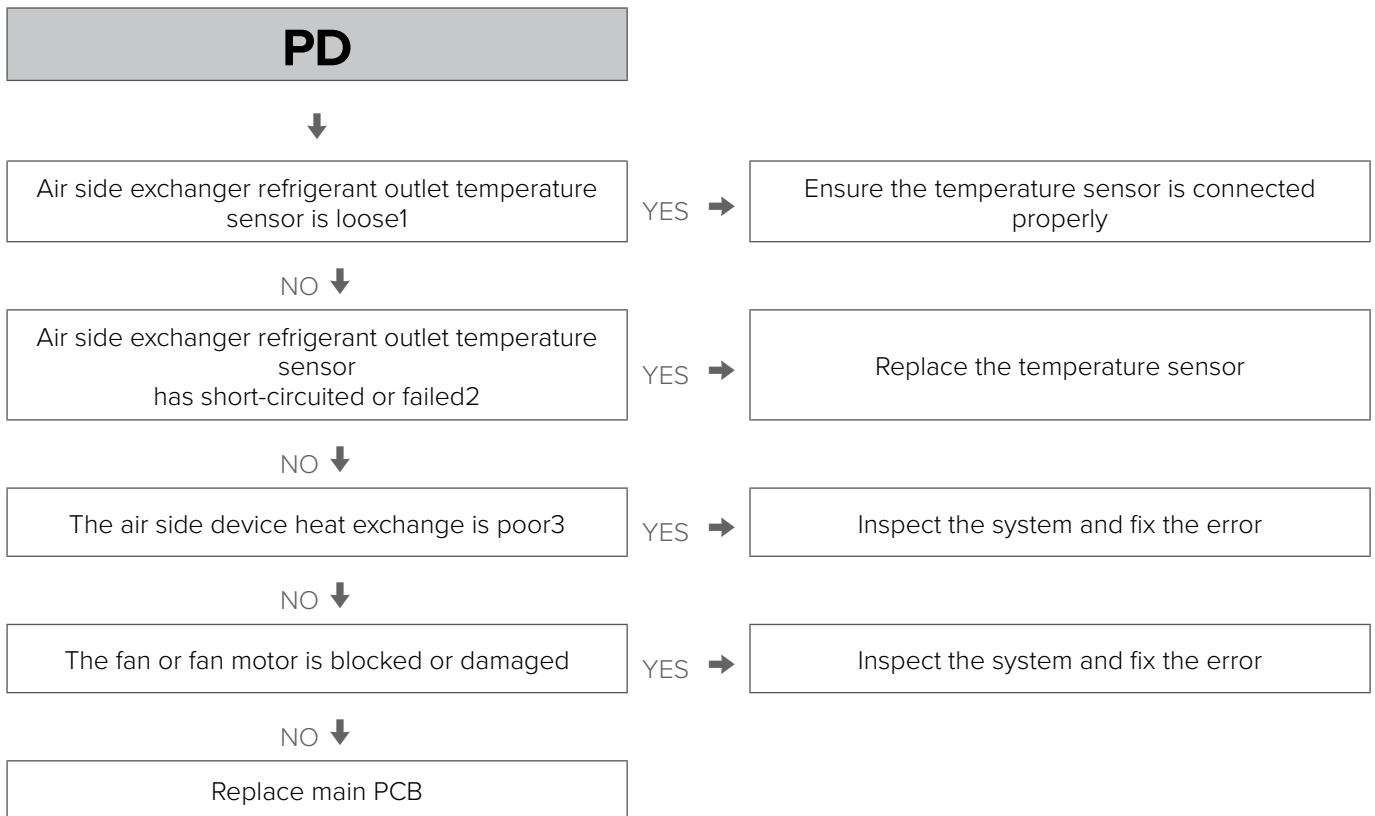 PD
Air side exchanger refrigerant outlet temperature
sensor is loose1
YES
Ensure the temperature sensor is connected
properly
NO
Air side exchanger refrigerant outlet temperature
sensor
has short-circuited or failed2
YES
Replace the temperature sensor
NO
The air side device heat exchange is poor3
YES
Inspect the system and fix the error
NO
The fan or fan motor is blocked or damaged
YES
Inspect the system and fix the error
NO
Replace main PCB